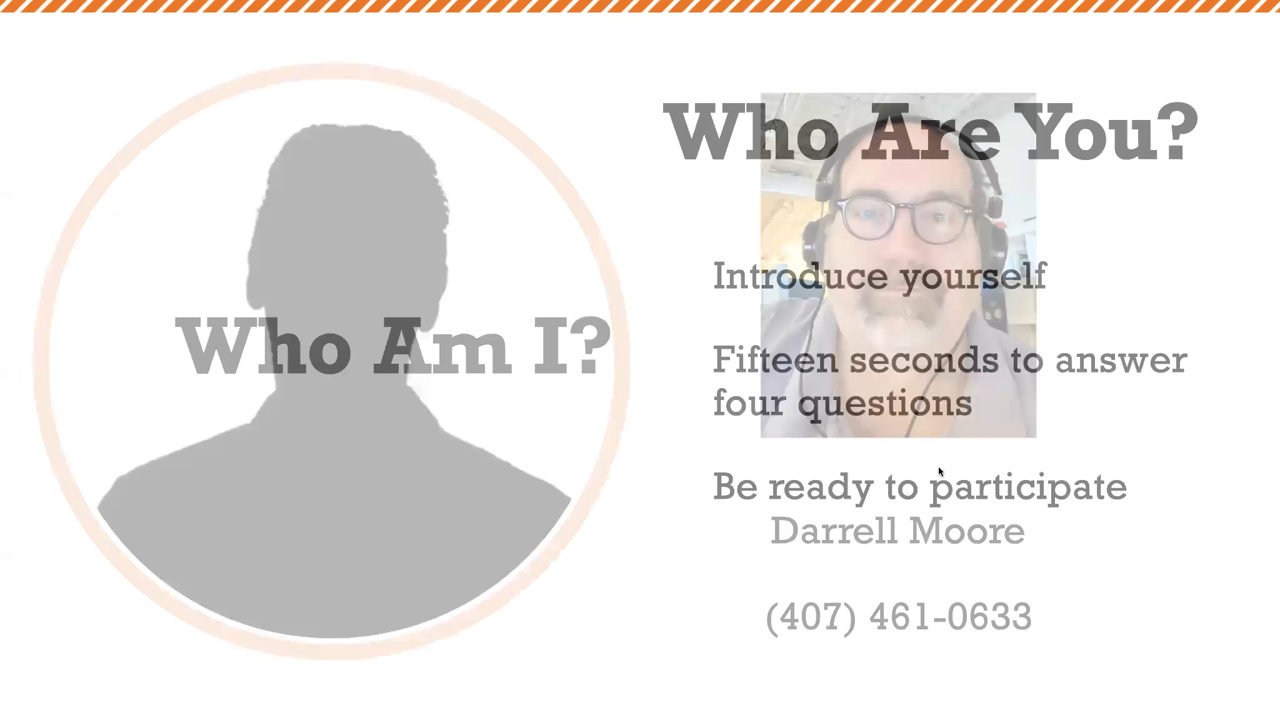 Who Am I?
Who Are You?
Introduce yourself
Fifteen seconds to answer
four questions
Be ready to participate
Darrell Moore
(407) 461-0633